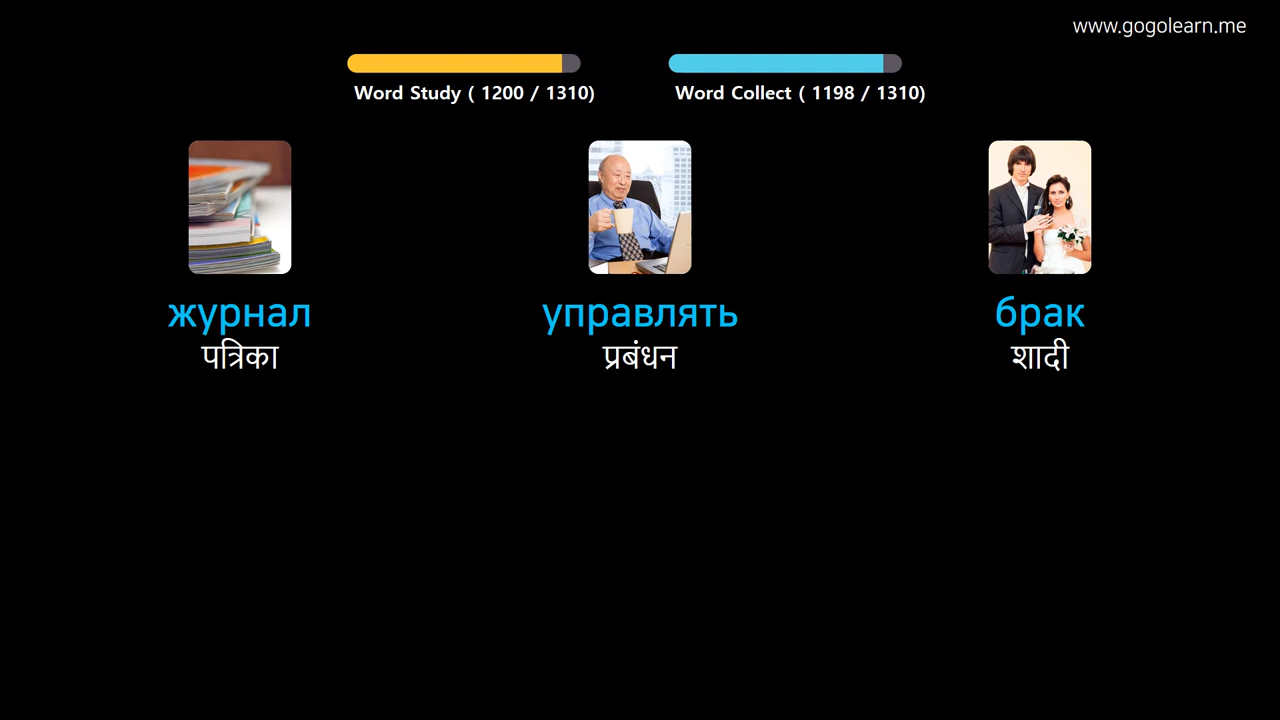 www.gogolearn.me
Word Study ( 1200 / 1310)
Word Collect ( 1198 / 1310)
журнал
पत्रिका
управлять
प्रबंधन
брак
शादी